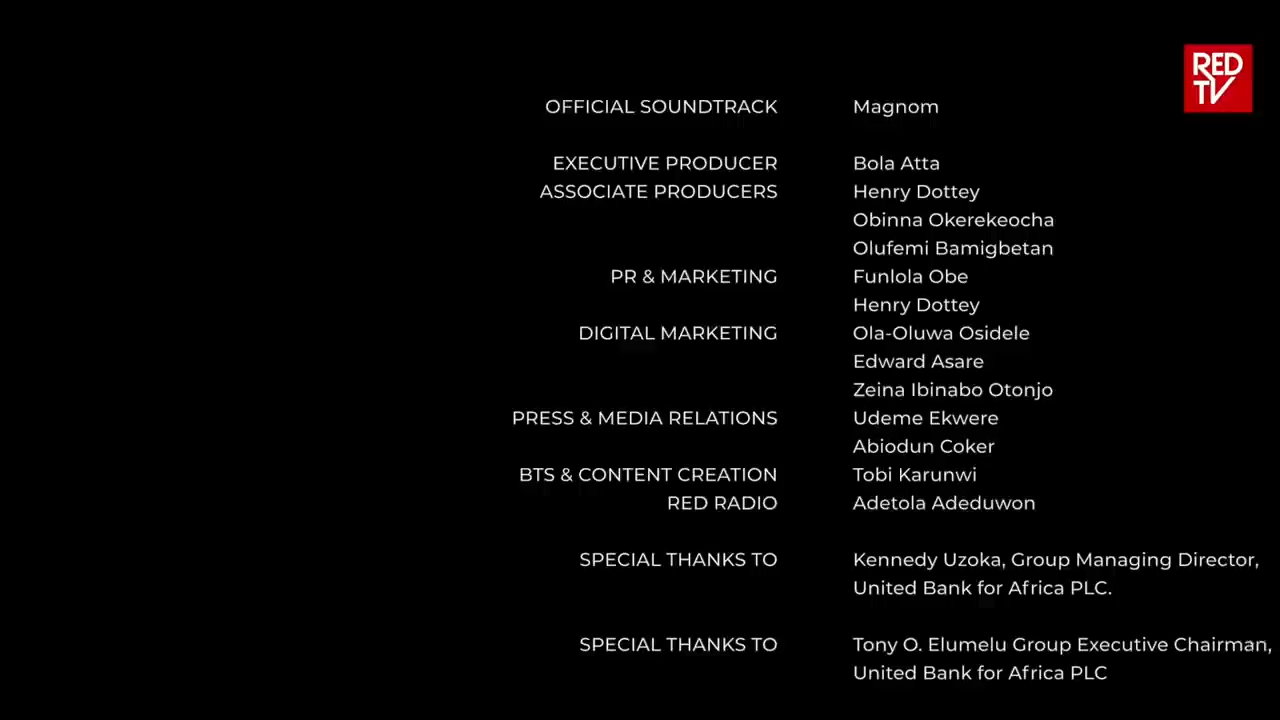 RED
TV
OFFICIAL SOUNDTRACK Magnom
EXECUTIVE PRODUCER Bola Atta
ASSOCIATE PRODUCERS Henry Dottey
Obinna Okerekeocha
Olufemi Bamigbetan
PR & MARKETING Funlola Obe
Henry Dottey
DIGITAL MARKETING Ola-Oluwa Osidele
Edward Asare
Zeina Ibinabo Otonjo
PRESS & MEDIA RELATIONS Udeme Ekwere
Abiodun Coker
BTS & CONTENT CREATION Tobi Karunwi
RED RADIO Adetola Adeduwon
SPECIAL THANKS TO Kennedy Uzoka, Group Managing Director,
United Bank for Africa PLC.
SPECIAL THANKS TO Tony O. Elumelu Group Executive Chairman,
United Bank for Africa PLC